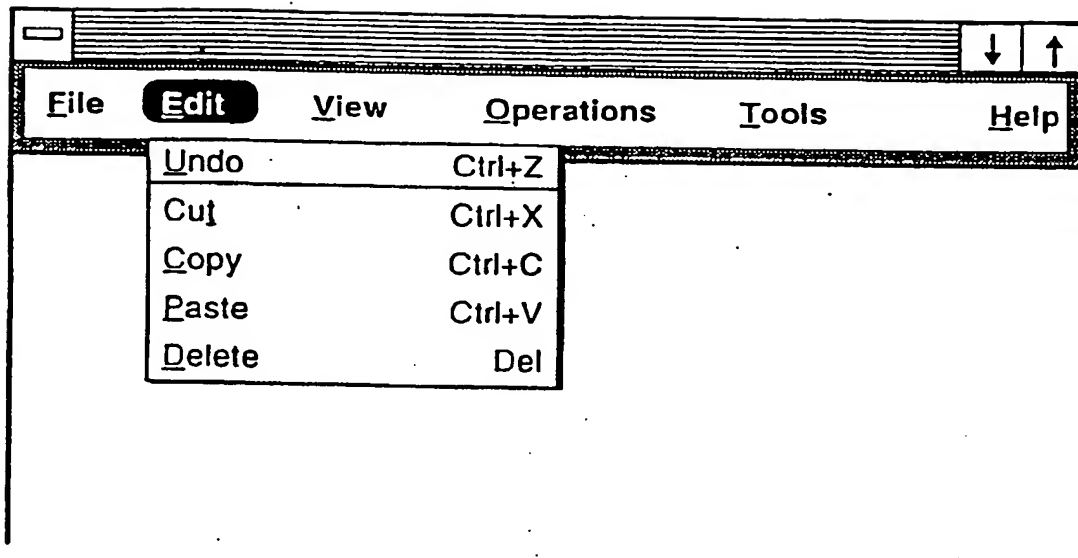 File Edit View Operations Tools Help
Undo Ctrl+Z
Cut Ctrl+X
Copy Ctrl+C
Paste Ctrl+V
Delete Del